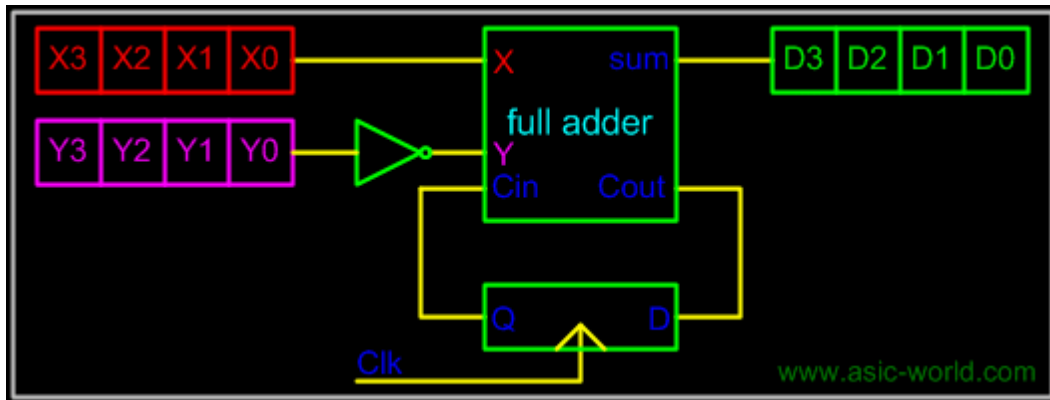 X3 X2 X1 X0 X sum D3 D2 D1 D0
full adder
Y3 Y2 Y1 Y0 Y
Cin Cout
Q D
Clk
www.asic-world.com